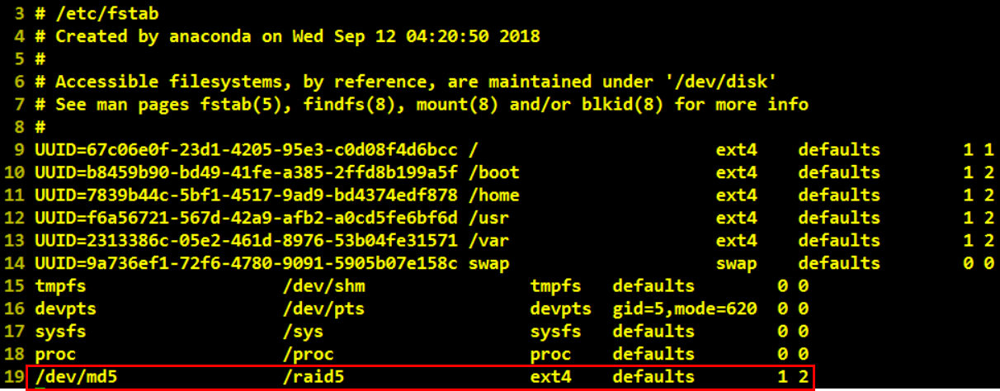 3 # /etc/fstab
4 # Created by anaconda on Wed Sep 12 04:20:50 2018
5 #
6 # Accessible filesystems, by reference, are maintained under '/dev/disk'
7 # See man pages fstab(5), findfs(8), mount(8) and/or blkid(8) for more info
8 #
9 UUID=67c06e0f-23d1-4205-95e3-c0d08f4d6bcc / ext4 defaults 1 1
10 UUID=b8459b90-bd49-41fe-a385-2ffd8b199a5f /boot ext4 defaults 1 2
11 UUID=7839b44c-5bf1-4517-9ad9-bd4374edf878 /home ext4 defaults 1 2
12 UUID=f6a56721-567d-42a9-afb2-a0cd5fe6bf6d /usr ext4 defaults 1 2
13 UUID=2313386c-05e2-461d-8976-53b04fe31571 /var ext4 defaults 1 2
14 UUID=9a736ef1-72f6-4780-9091-5905b07e158c swap swap defaults 0 0
15 tmpfs /dev/shm tmpfs defaults 0 0
16 devpts /dev/pts devpts gid=5,mode=620 0 0
17 sysfs /sys sysfs defaults 0 0
18 proc /proc proc defaults 0 0
19 /dev/md5 /raid5 ext4 defaults 1 2